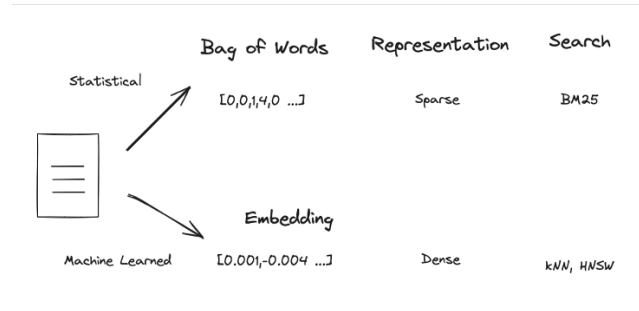 Bag of Words Representation Search
Statistical
[0,0,1,4,0 ...] Sparse BM25
Embedding
Machine Learned [0.001,-0.004 ...] Dense kNN, HNSW